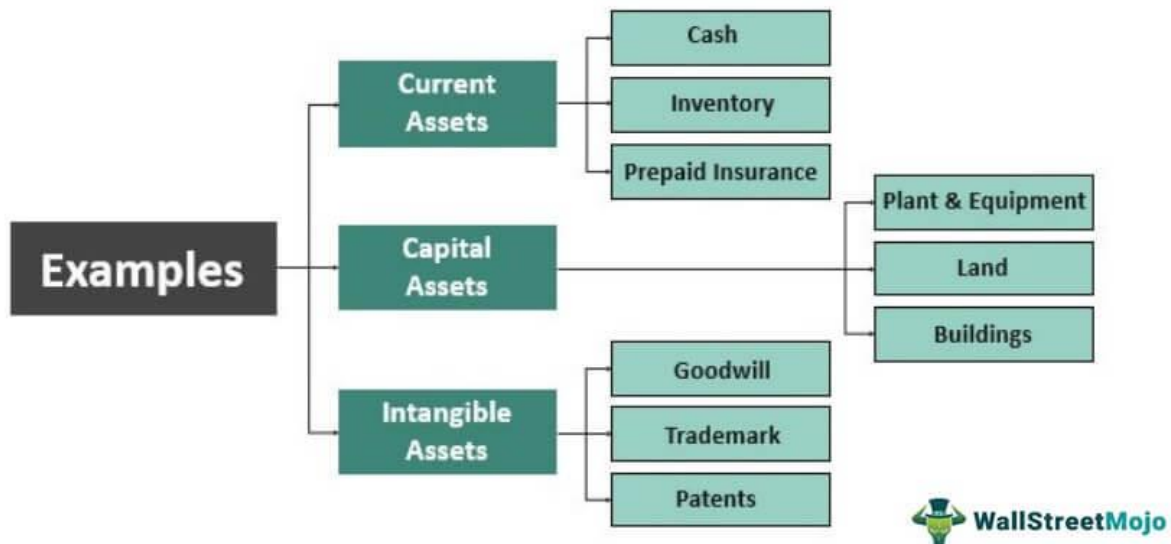 Examples
Current
Assets
Cash
Inventory
Prepaid Insurance
Capital
Assets
Plant & Equipment
Land
Buildings
Intangible
Assets
Goodwill
Trademark
Patents
WallStreetMojo